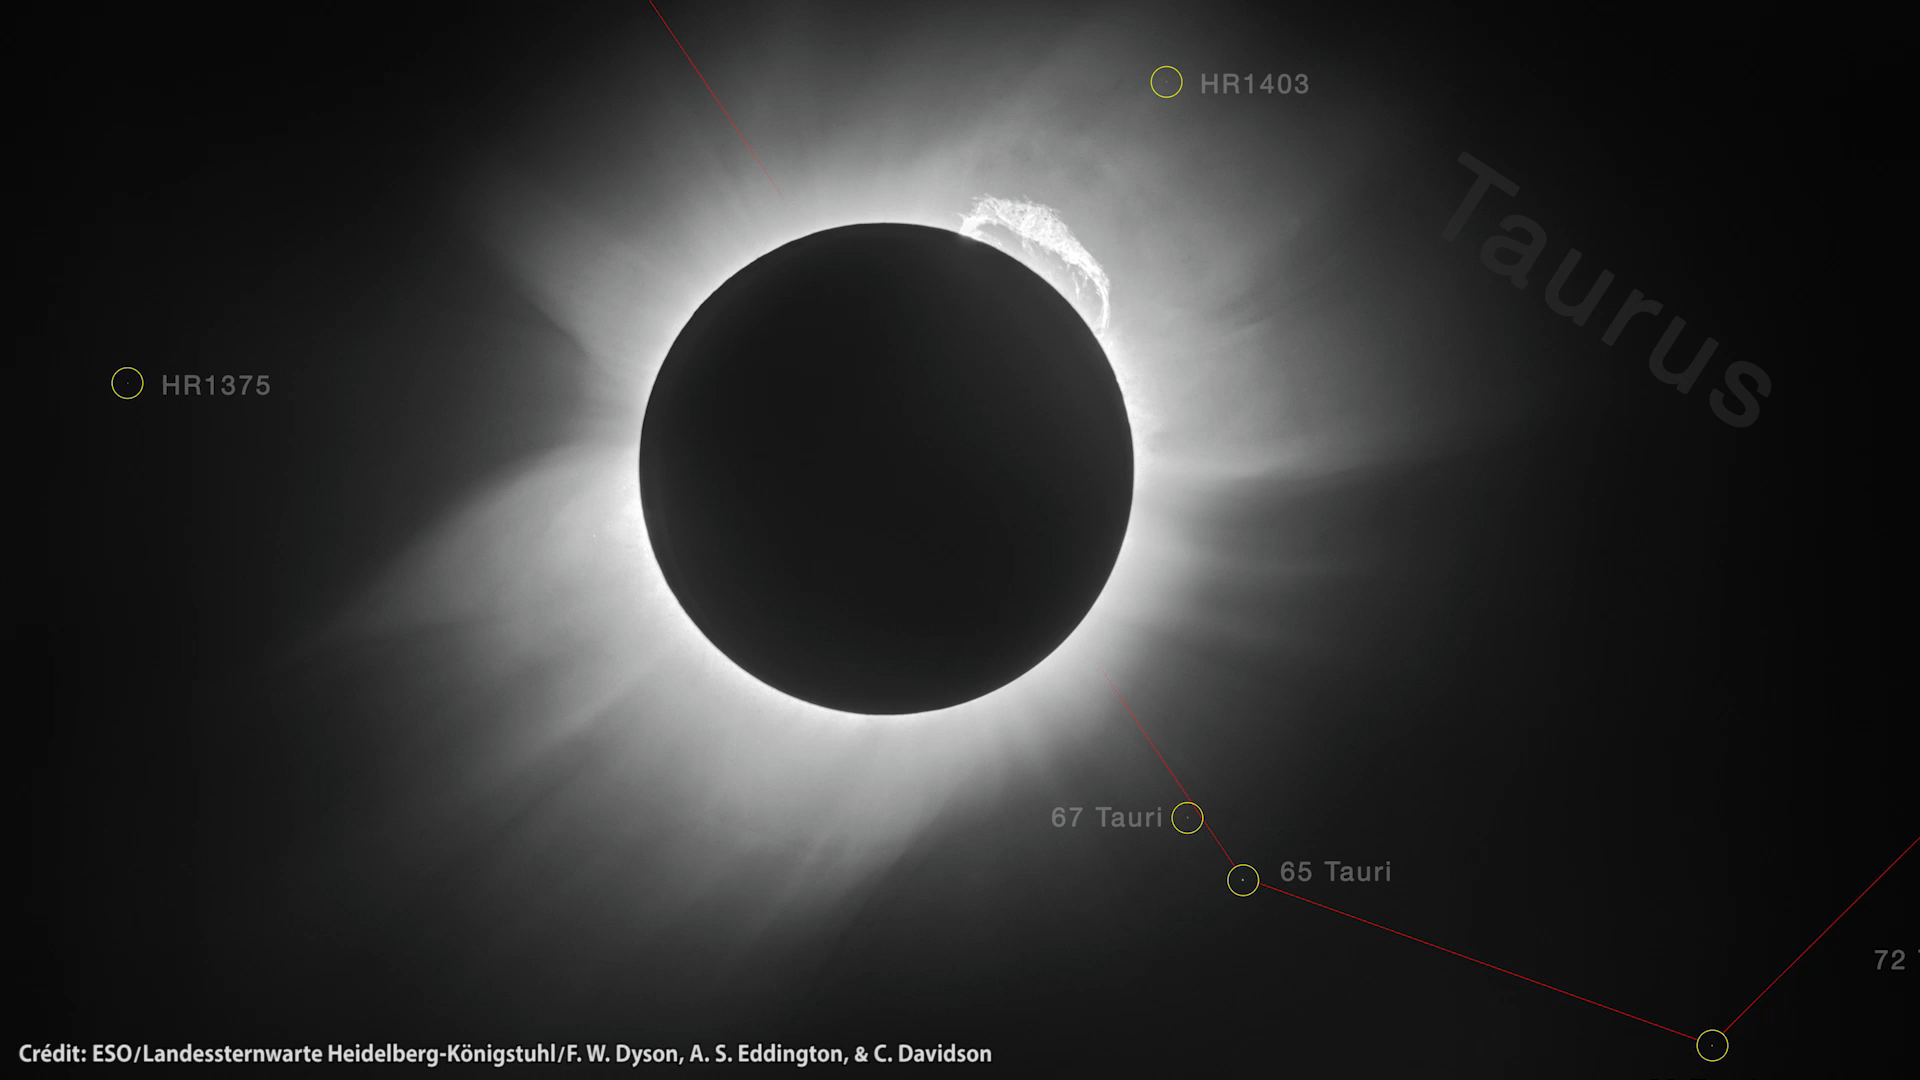 HR1403
Taurus
HR1375
67 Tauri
65 Tauri
72
Crédit: ESO/Landessternwarte Heidelberg-Königstuhl/F. W. Dyson, A. S. Eddington, & C. Davidson